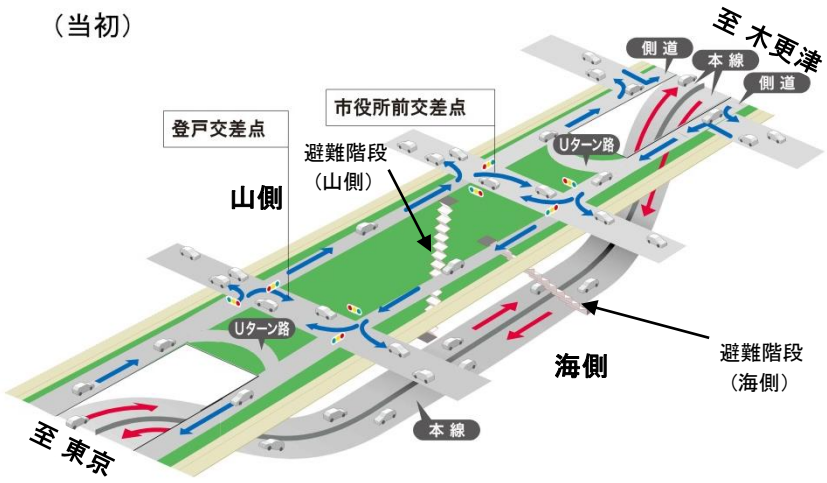 （当初）
至 木更津
側道
本線
側道
市役所前交差点
登戸交差点
避難階段
（山側）
Uターン路
山側
Uターン路
避難階段
（海側）
海側
本線
至 東京